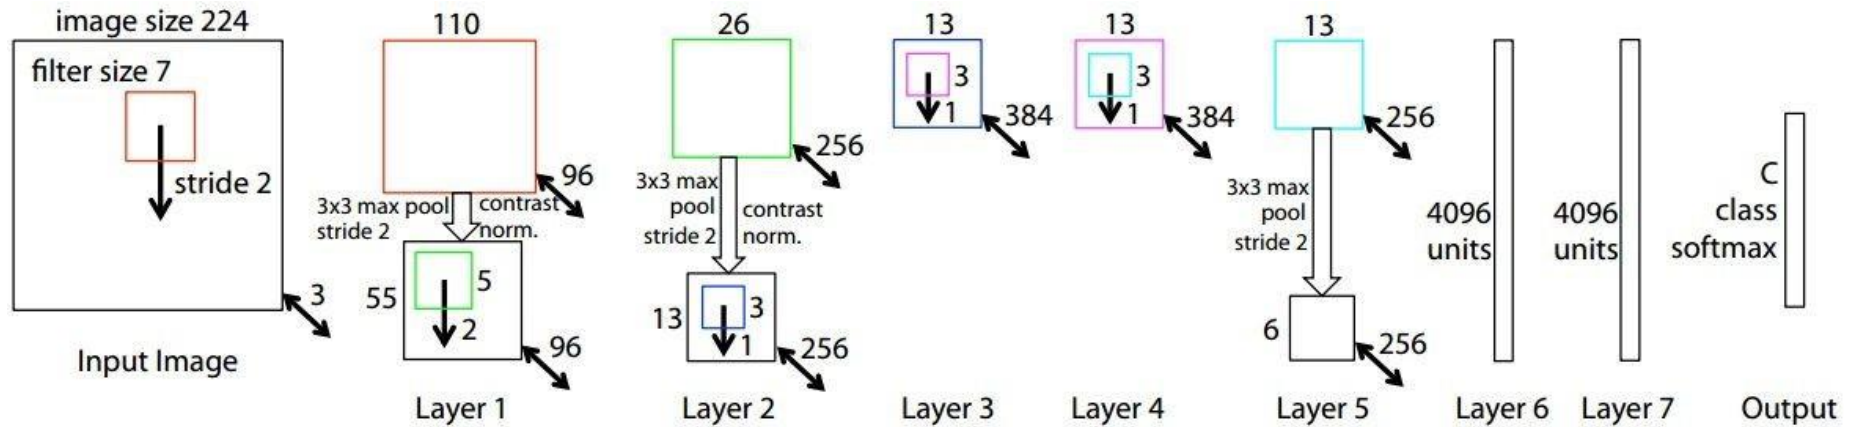 image size 224
filter size 7
stride 2
3
Input Image
110
96
3x3 max pool
stride 2
contrast
norm.
55
5
2
96
Layer 1
26
256
3x3 max
pool
stride 2
contrast
norm.
13
3
1
256
Layer 2
13
3
1
384
Layer 3
13
3
1
384
Layer 4
13
256
3x3 max
pool
stride 2
6
256
Layer 5
4096
units
Layer 6
4096
units
Layer 7
C
class
softmax
Output